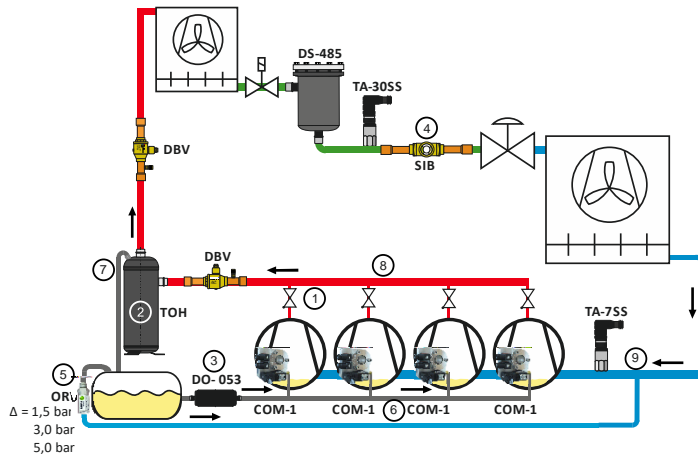 DS-485
TA-30SS
4
SIB
DBV
DBV
7
8
2
TOH
1
TA-7SS
3
5
DO- 053
9
ORV
Δ = 1,5 bar
3,0 bar
5,0 bar
COM-1
COM-1
6
COM-1
COM-1